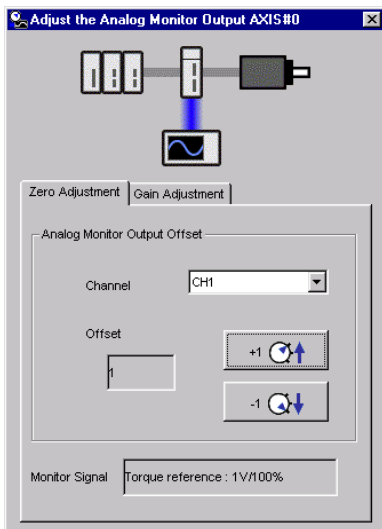 Adjust the Analog Monitor Output AXIS#0
Zero Adjustment Gain Adjustment
Analog Monitor Output Offset
Channel CH1
Offset
1
+1
-1
Monitor Signal Torque reference : 1V/100%